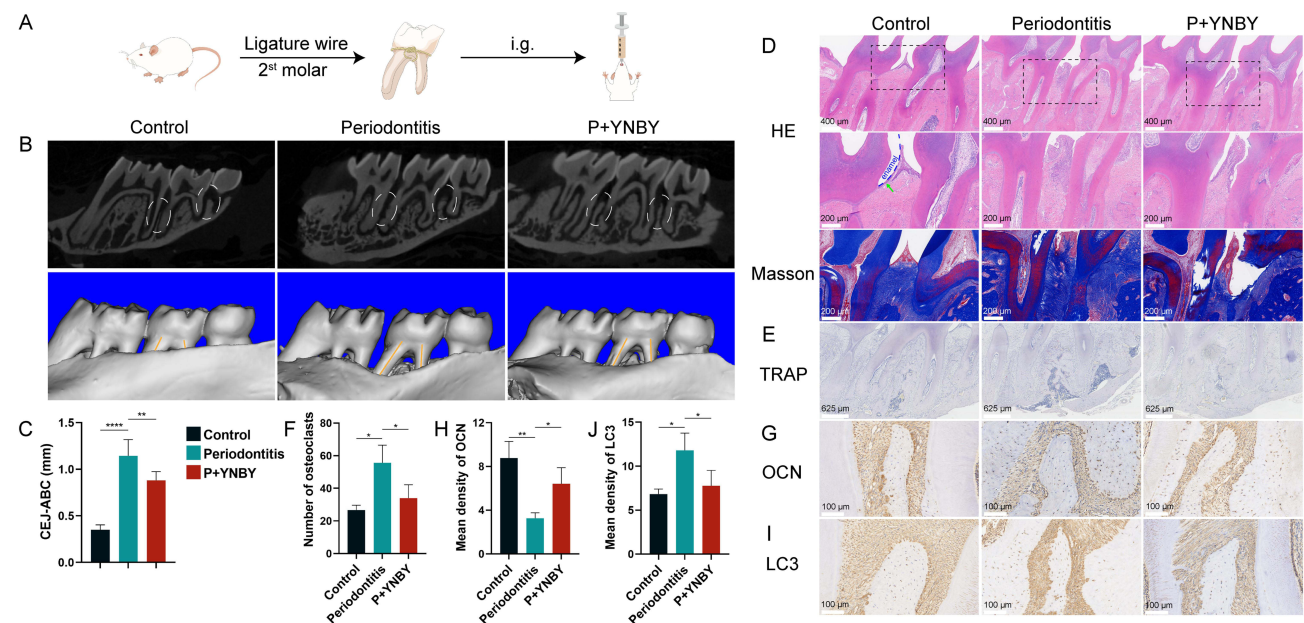 A
Ligature wire
2st molar
i.g.
Control
Periodontitis
P+YNBY
B
C
CEJ-ABC (mm)
1.5
1.0
0.5
0.0
****
**
Control
Periodontitis
P+YNBY
F
Number of osteoclasts
80
60
40
20
0
*
*
Control
Periodontitis
P+YNBY
H
Mean density of OCN
12
8
4
0
**
*
Control
Periodontitis
P+YNBY
J
Mean density of LC3
15
10
5
0
*
*
Control
Periodontitis
P+YNBY
Control
Periodontitis
P+YNBY
D
HE
400 μm
400 μm
400 μm
enamel
200 μm
200 μm
200 μm
Masson
200 μm
200 μm
200 μm
E
TRAP
625 μm
625 μm
625 μm
G
OCN
100 μm
100 μm
100 μm
I
LC3
100 μm
100 μm
100 μm